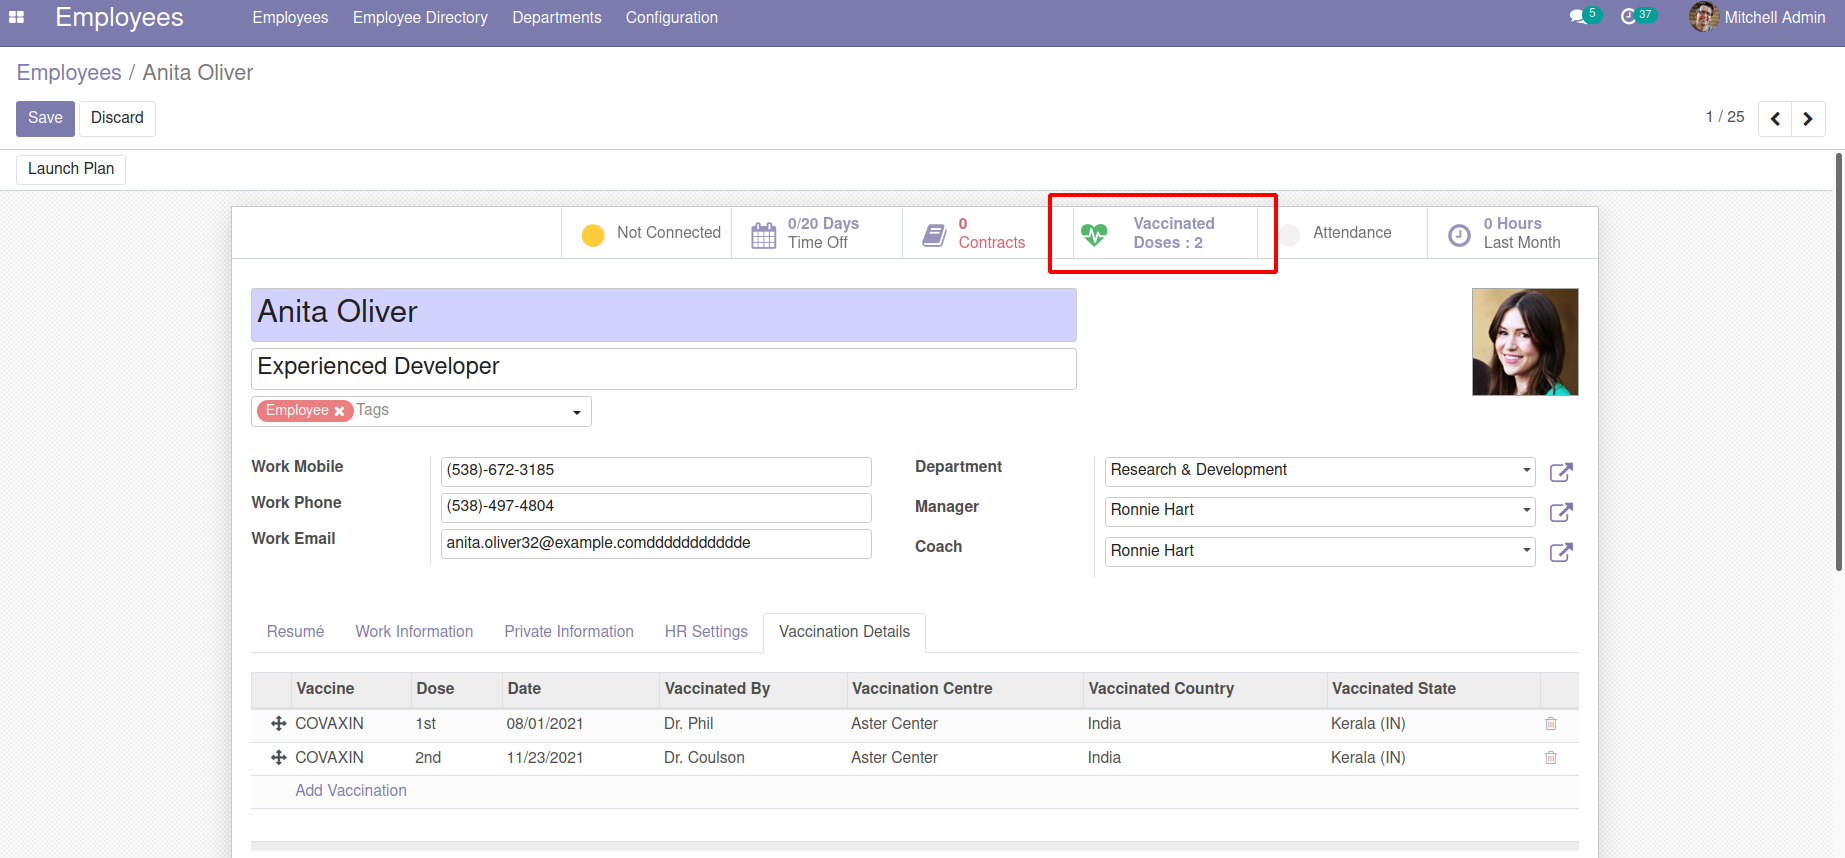 Employees Employees Employee Directory Departments Configuration 5 37 Mitchell Admin
Employees / Anita Oliver
Save Discard 1 / 25
Launch Plan
Not Connected 0/20 Days Time Off 0 Contracts Vaccinated Doses : 2 Attendance 0 Hours Last Month
Anita Oliver
Experienced Developer
Employee Tags
Work Mobile (538)-672-3185 Department Research & Development
Work Phone (538)-497-4804 Manager Ronnie Hart
Work Email anita.oliver32@example.comddddddddddde Coach Ronnie Hart
Resumé Work Information Private Information HR Settings Vaccination Details
Vaccine Dose Date Vaccinated By Vaccination Centre Vaccinated Country Vaccinated State
COVAXIN 1st 08/01/2021 Dr. Phil Aster Center India Kerala (IN)
COVAXIN 2nd 11/23/2021 Dr. Coulson Aster Center India Kerala (IN)
Add Vaccination